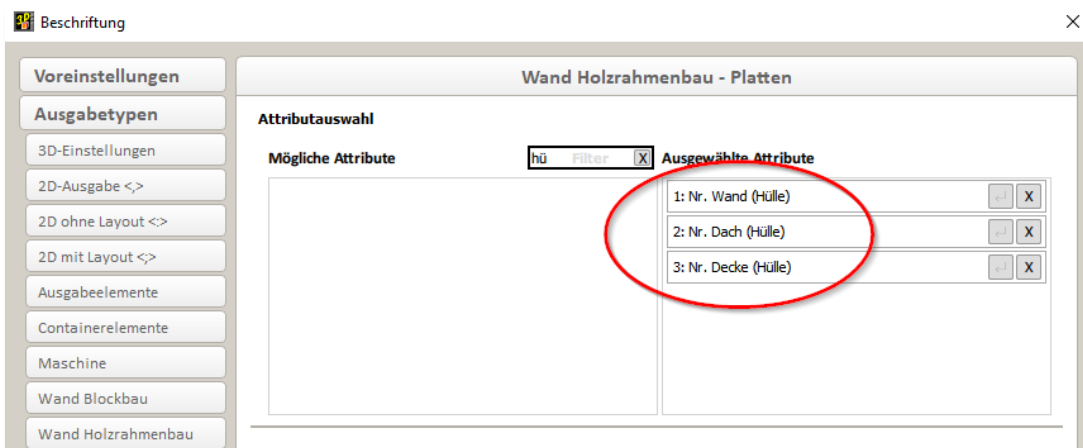 Beschriftung
Voreinstellungen
Ausgabetypen
3D-Einstellungen
2D-Ausgabe <,>
2D ohne Layout <:>
2D mit Layout <;>
Ausgabeelemente
Containerelemente
Maschine
Wand Blockbau
Wand Holzrahmenbau
Wand Holzrahmenbau - Platten
Attributauswahl
Mögliche Attribute
hü Filter X
Ausgewählte Attribute
1: Nr. Wand (Hülle) X
2: Nr. Dach (Hülle) X
3: Nr. Decke (Hülle) X